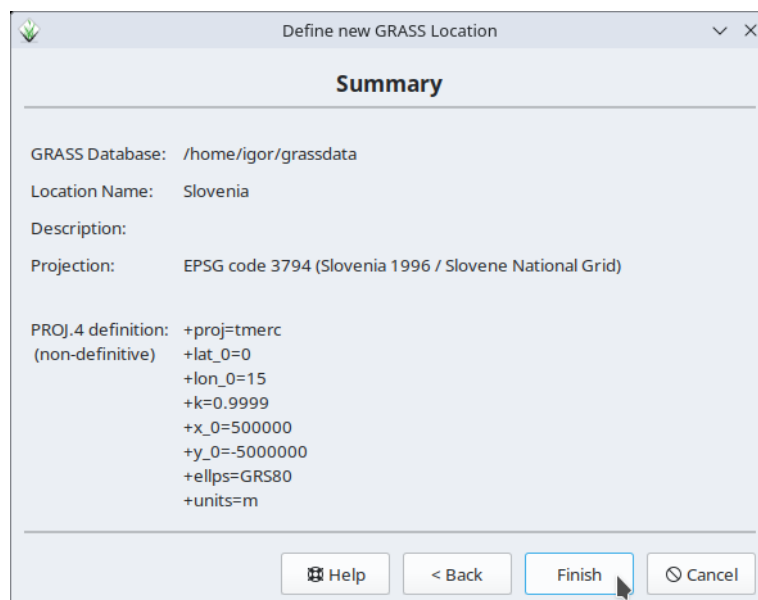 Define new GRASS Location
Summary
GRASS Database: /home/igor/grassdata
Location Name: Slovenia
Description:
Projection: EPSG code 3794 (Slovenia 1996 / Slovene National Grid)
PROJ.4 definition: +proj=tmerc
(non-definitive) +lat_0=0
+lon_0=15
+k=0.9999
+x_0=500000
+y_0=-5000000
+ellps=GRS80
+units=m
Help < Back Finish Cancel